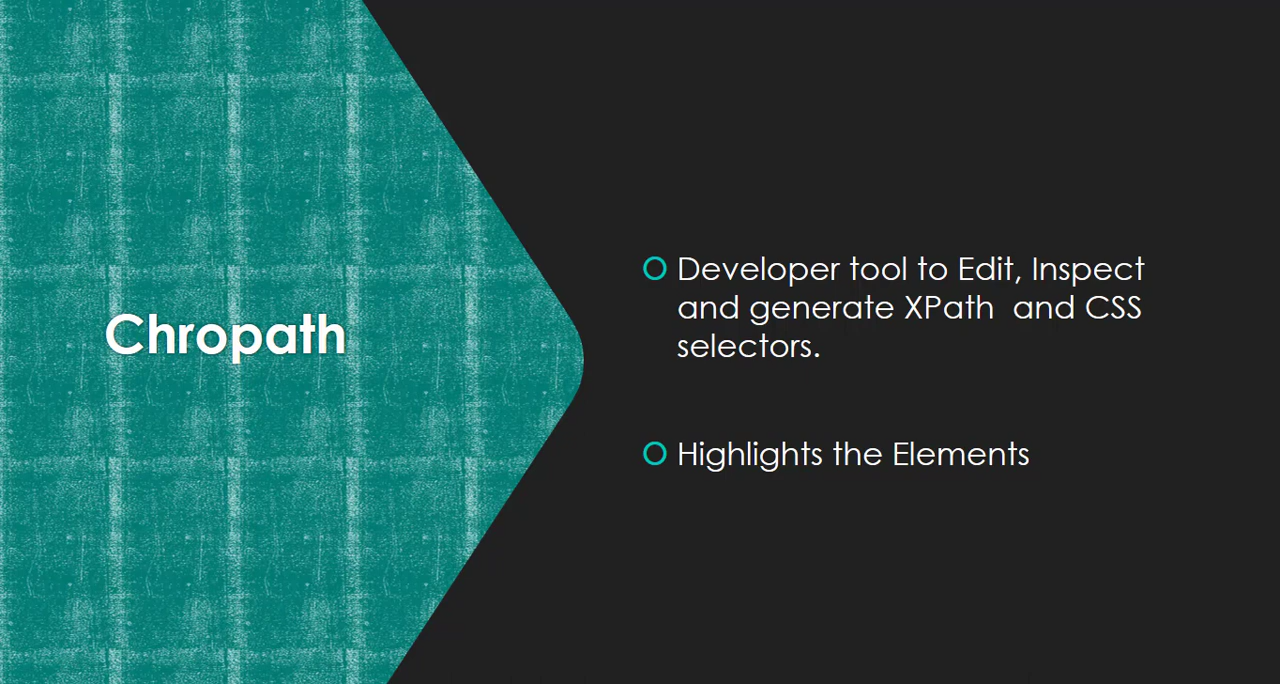 Chropath
Developer tool to Edit, Inspect
and generate XPath  and CSS
selectors.
Highlights the Elements